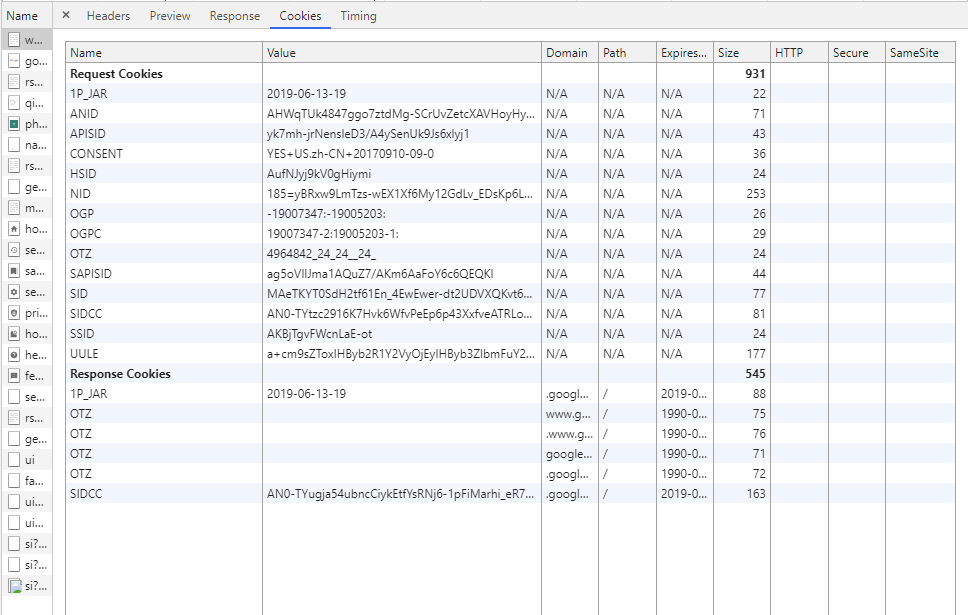 Name × Headers Preview Response Cookies Timing
w...
go...
rs...
qi...
ph...
na...
rs...
ge...
m...
ho...
se...
sa...
se...
pri...
ho...
he...
fe...
se...
rs...
ge...
ui
fa...
ui...
ui...
si?...
si?...
si?...
Name Value Domain Path Expires... Size HTTP Secure SameSite
Request Cookies 931
1P_JAR 2019-06-13-19 N/A N/A N/A 22
ANID AHWqTUk4847ggo7ztdMg-SCrUvZetcXAVHoyHy... N/A N/A N/A 71
APISID yk7mh-jrNensleD3/A4ySenUk9Js6xlyj1 N/A N/A N/A 43
CONSENT YES+US.zh-CN+20170910-09-0 N/A N/A N/A 36
HSID AufNJyj9kV0gHiymi N/A N/A N/A 24
NID 185=yBRxw9LmTzs-wEX1Xf6My12GdLv_EDsKp6L... N/A N/A N/A 253
OGP -19007347:-19005203: N/A N/A N/A 26
OGPC 19007347-2:19005203-1: N/A N/A N/A 29
OTZ 4964842_24_24__24_ N/A N/A N/A 24
SAPISID ag5oVIIJma1AQuZ7/AKm6AaFoY6c6QEQKI N/A N/A N/A 44
SID MAeTKYT0SdH2tf61En_4EwEwer-dt2UDVXQKvt6... N/A N/A N/A 77
SIDCC AN0-TYtzc2916K7Hvk6WfvPeEp6p43XxfveATRLo... N/A N/A N/A 81
SSID AKBjTgvFWcnLaE-ot N/A N/A N/A 24
UULE a+cm9sZToxIHByb2R1Y2VyOjEyIHByb3ZlbmFuY2... N/A N/A N/A 177
Response Cookies 545
1P_JAR 2019-06-13-19 .googl... / 2019-0... 88
OTZ www.g... / 1990-0... 75
OTZ .www.g... / 1990-0... 76
OTZ google... / 1990-0... 71
OTZ .googl... / 1990-0... 72
SIDCC AN0-TYugja54ubncCiykEtfYsRNj6-1pFiMarhi_eR7... .googl... / 2019-0... 163